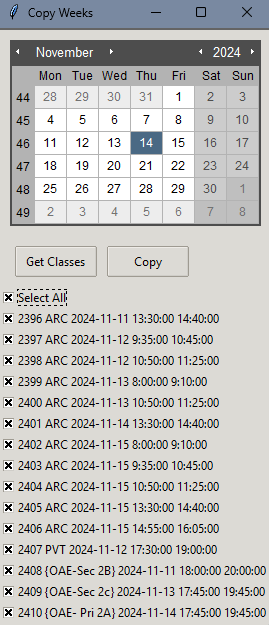 Copy Weeks
November 2024
Mon Tue Wed Thu Fri Sat Sun
44 28 29 30 31 1 2 3
45 4 5 6 7 8 9 10
46 11 12 13 14 15 16 17
47 18 19 20 21 22 23 24
48 25 26 27 28 29 30 1
49 2 3 4 5 6 7 8
Get Classes Copy
Select All
2396 ARC 2024-11-11 13:30:00 14:40:00
2397 ARC 2024-11-12 9:35:00 10:45:00
2398 ARC 2024-11-12 10:50:00 11:25:00
2399 ARC 2024-11-13 8:00:00 9:10:00
2400 ARC 2024-11-13 10:50:00 11:25:00
2401 ARC 2024-11-14 13:30:00 14:40:00
2402 ARC 2024-11-15 8:00:00 9:10:00
2403 ARC 2024-11-15 9:35:00 10:45:00
2404 ARC 2024-11-15 10:50:00 11:25:00
2405 ARC 2024-11-15 13:30:00 14:40:00
2406 ARC 2024-11-15 14:55:00 16:05:00
2407 PVT 2024-11-12 17:30:00 19:00:00
2408 {OAE-Sec 2B} 2024-11-11 18:00:00 20:00:00
2409 {OAE-Sec 2c} 2024-11-13 17:45:00 19:45:00
2410 {OAE- Pri 2A} 2024-11-14 17:45:00 19:45:00